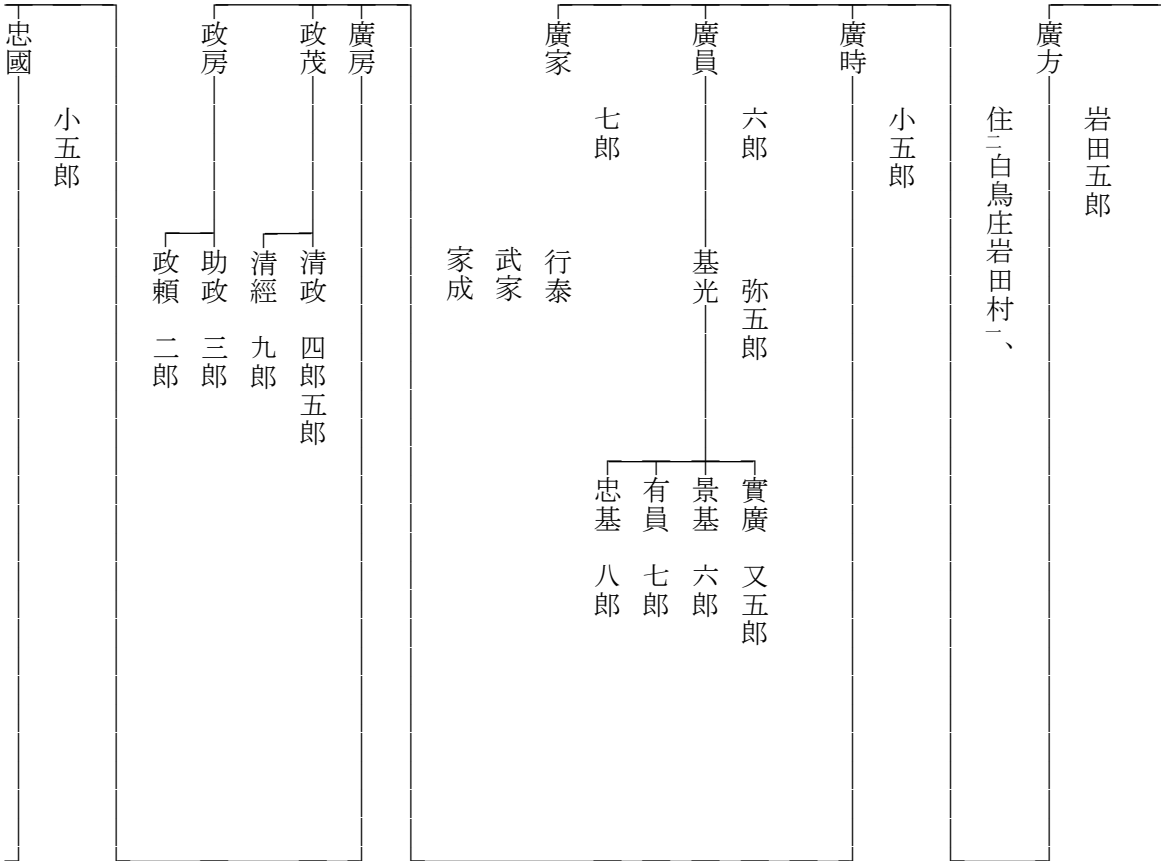 岩田五郎
廣方
住二白鳥庄岩田村一、
小五郎
廣時
六郎
廣員
弥五郎
基光
實廣　又五郎
景基　六郎
有員　七郎
忠基　八郎
七郎
廣家
行泰
武家
家成
廣房
政茂
清政　四郎五郎
清經　九郎
政房
助政　三郎
政頼　二郎
小五郎
忠國